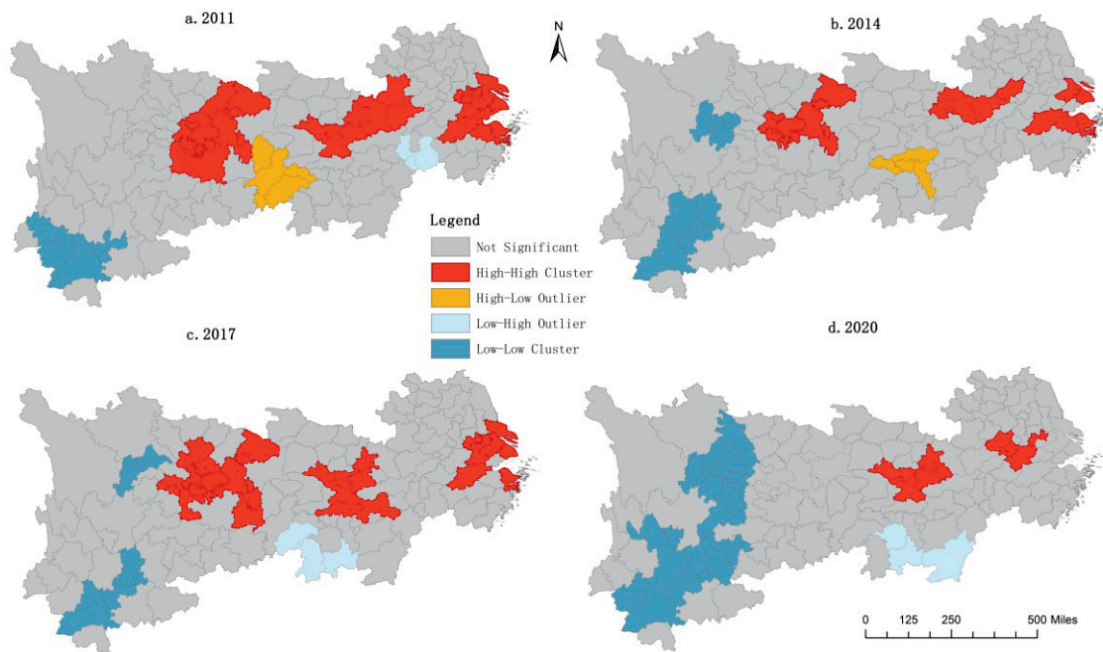 a. 2011
N
b. 2014
Legend
Not Significant
High-High Cluster
High-Low Outlier
Low-High Outlier
Low-Low Cluster
c. 2017
d. 2020
0 125 250 500 Miles